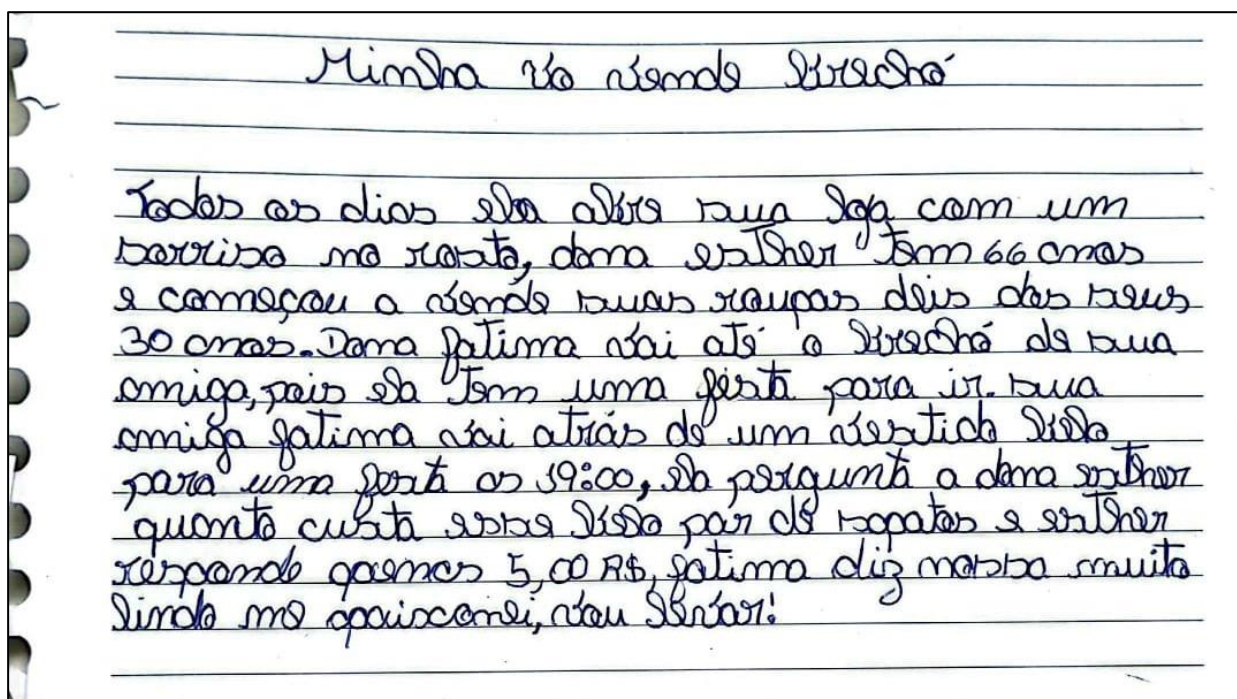 Minha vó vende brechó
Todos os dias ela abre sua loja com um
sorriso no rosto, dona esther tem 66 anos
e começou a vende suas roupas deis dos seus
30 anos. Dona fatima vai até o brechó de sua
amiga, pois ela tem uma festa para ir. sua
amiga fatima vai atrás de um vestido belo
para uma festa as 19:00, ela pergunta a dona esther
quanto custa esse belo par de sapatos e esther
responde apenas 5,00 R$, fatima diz nossa muito
lindo me apaisconei, vou levar!